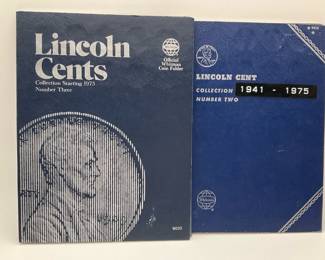 Lincoln
Cents
Collection Starting 1975
Number Three
Official
Whitman
Coin Folder
LINCOLN CENT
COLLECTION 1941 - 1975
NUMBER TWO